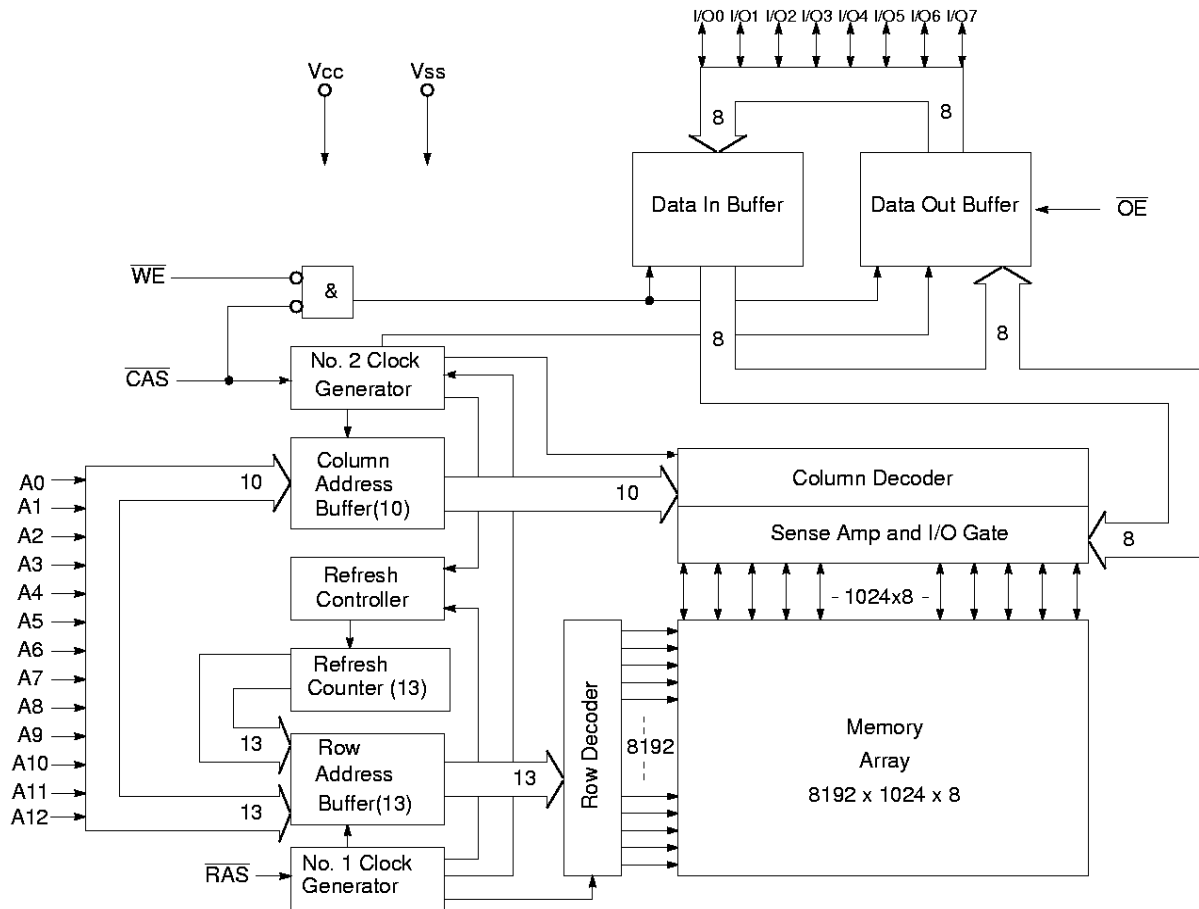 I/O0 I/O1 I/O2 I/O3 I/O4 I/O5 I/O6 I/O7
Vcc
Vss
8
8
Data In Buffer
Data Out Buffer
OE
WE
&
8
8
CAS
No. 2 Clock
Generator
A0
A1
A2
A3
A4
A5
A6
A7
A8
A9
A10
A11
A12
10
Column
Address
Buffer(10)
10
Column Decoder
Sense Amp and I/O Gate
8
Refresh
Controller
- 1024x8 -
Refresh
Counter (13)
13
Row
Address
Buffer(13)
13
13
Row Decoder
8192
Memory
Array
8192 x 1024 x 8
RAS
No. 1 Clock
Generator